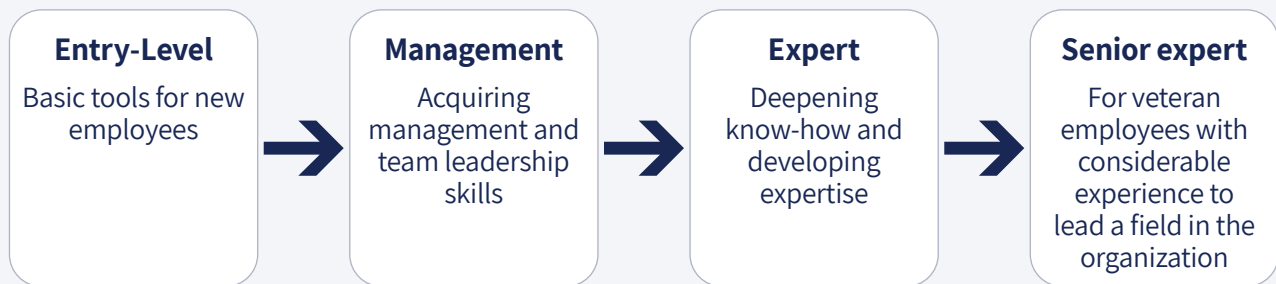 Entry-Level
Basic tools for new
employees
Management
Acquiring
management and
team leadership
skills
Expert
Deepening
know-how and
developing
expertise
Senior expert
For veteran
employees with
considerable
experience to
lead a field in the
organization